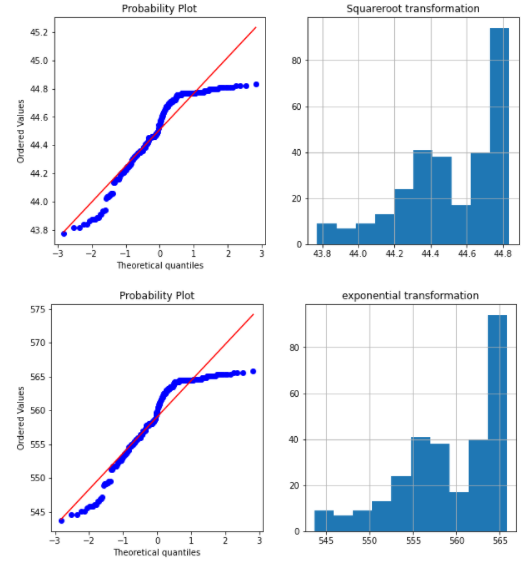 Probability Plot
Squareroot transformation
45.2
45.0
44.8
44.6
44.4
44.2
44.0
43.8
Ordered Values
−3 −2 −1 0 1 2 3
Theoretical quantiles
80
60
40
20
0
43.8 44.0 44.2 44.4 44.6 44.8
Probability Plot
exponential transformation
575
570
565
560
555
550
545
Ordered Values
−3 −2 −1 0 1 2 3
Theoretical quantiles
80
60
40
20
0
545 550 555 560 565